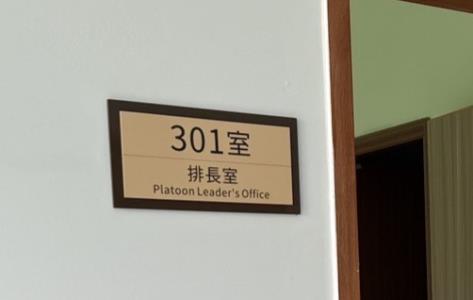 301室
排長室
Platoon Leader's Office